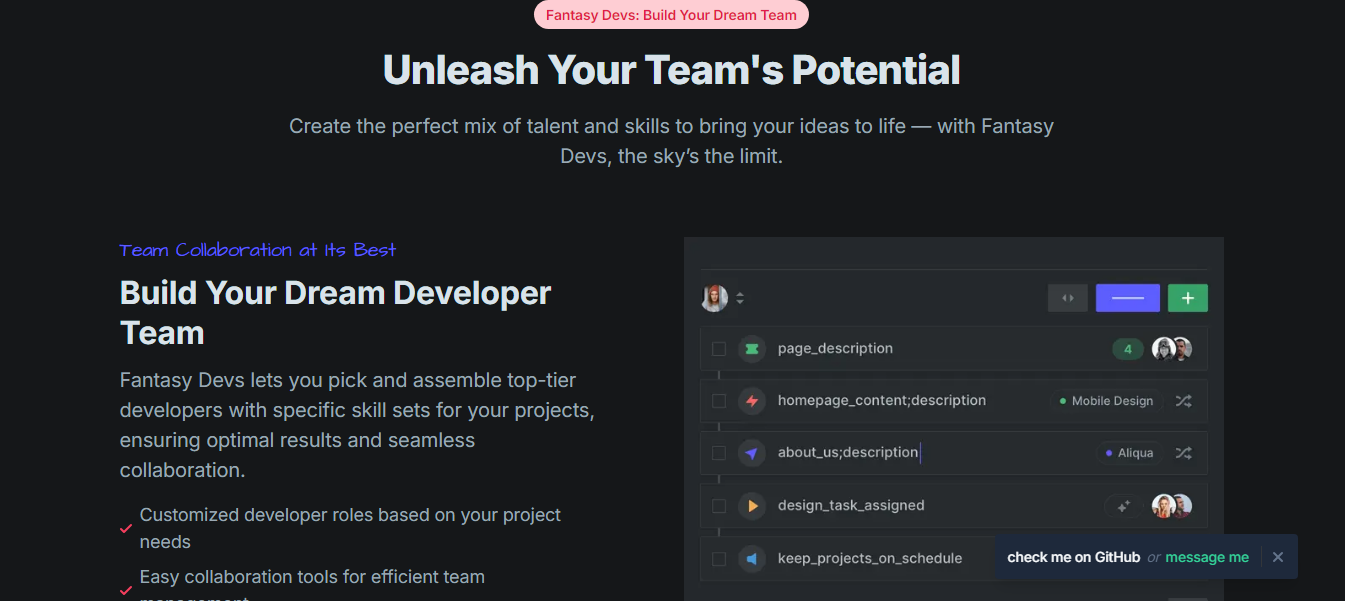 Fantasy Devs: Build Your Dream Team
Unleash Your Team's Potential
Create the perfect mix of talent and skills to bring your ideas to life — with Fantasy
Devs, the sky’s the limit.
Team Collaboration at Its Best
Build Your Dream Developer
Team
Fantasy Devs lets you pick and assemble top-tier
developers with specific skill sets for your projects,
ensuring optimal results and seamless
collaboration.
Customized developer roles based on your project
needs
Easy collaboration tools for efficient team
page_description
4
homepage_content;description
Mobile Design
about_us;description
Aliqua
design_task_assigned
keep_projects_on_schedule
check me on GitHub or message me